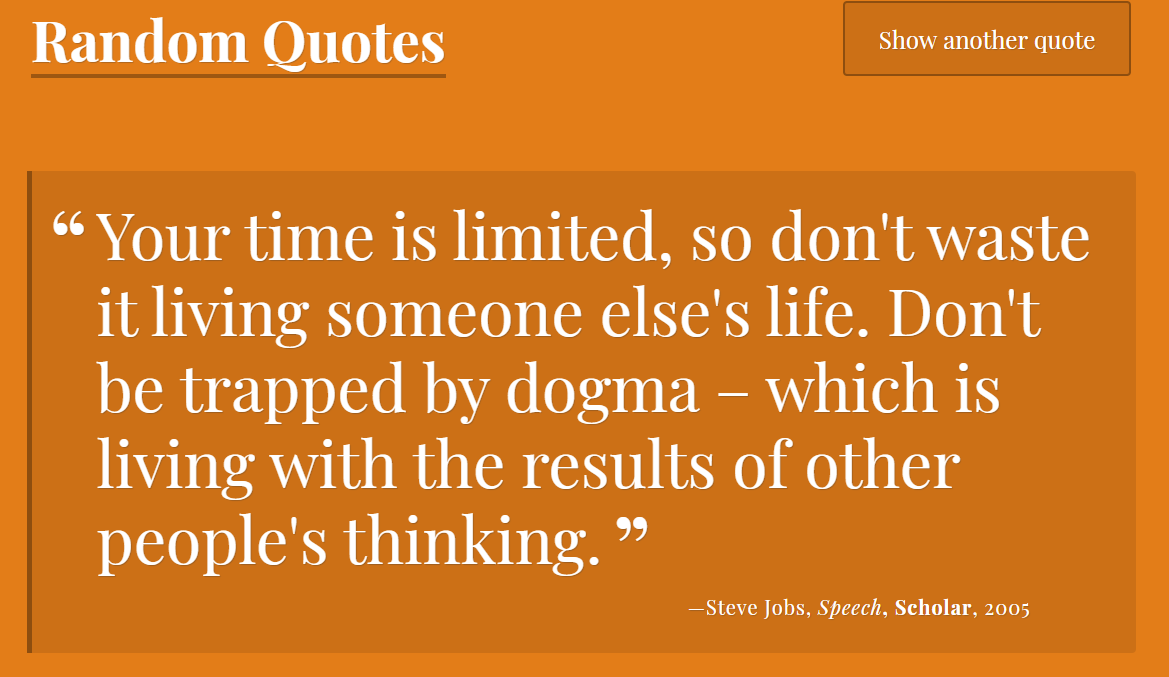 Random Quotes
Show another quote
“ Your time is limited, so don't waste
it living someone else's life. Don't
be trapped by dogma – which is
living with the results of other
people's thinking. ”
—Steve Jobs, Speech, Scholar, 2005